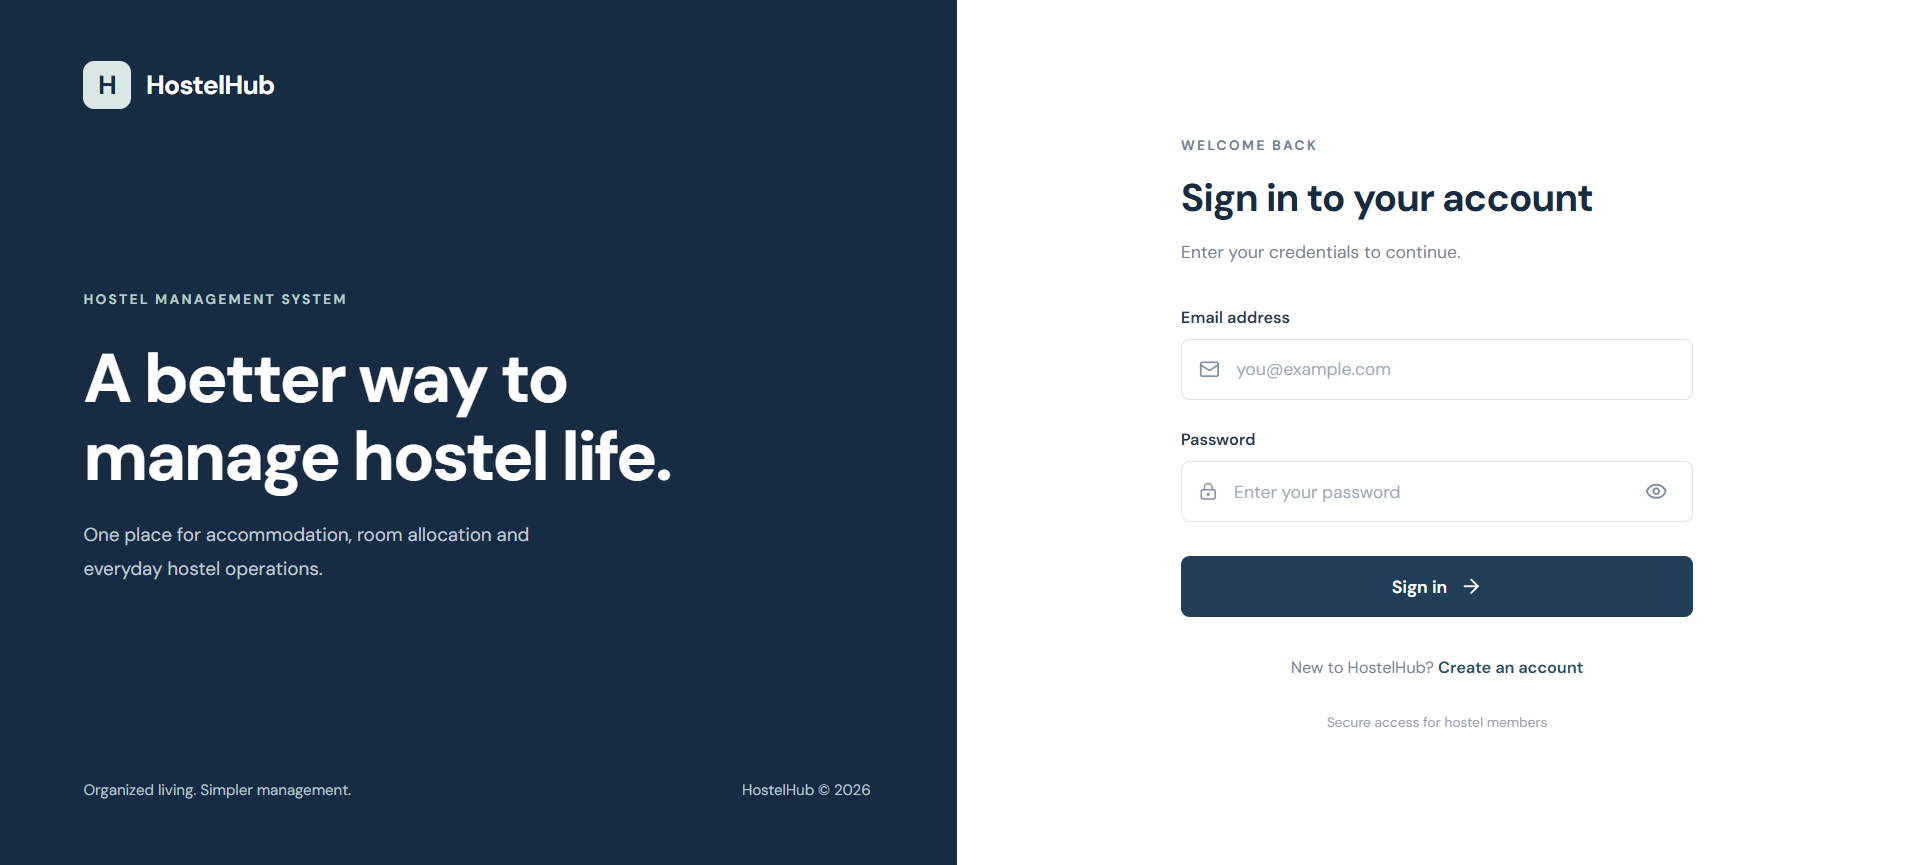 H HostelHub
HOSTEL MANAGEMENT SYSTEM
A better way to
manage hostel life.
One place for accommodation, room allocation and
everyday hostel operations.
Organized living. Simpler management.
HostelHub © 2026
WELCOME BACK
Sign in to your account
Enter your credentials to continue.
Email address
you@example.com
Password
Enter your password
Sign in
New to HostelHub? Create an account
Secure access for hostel members